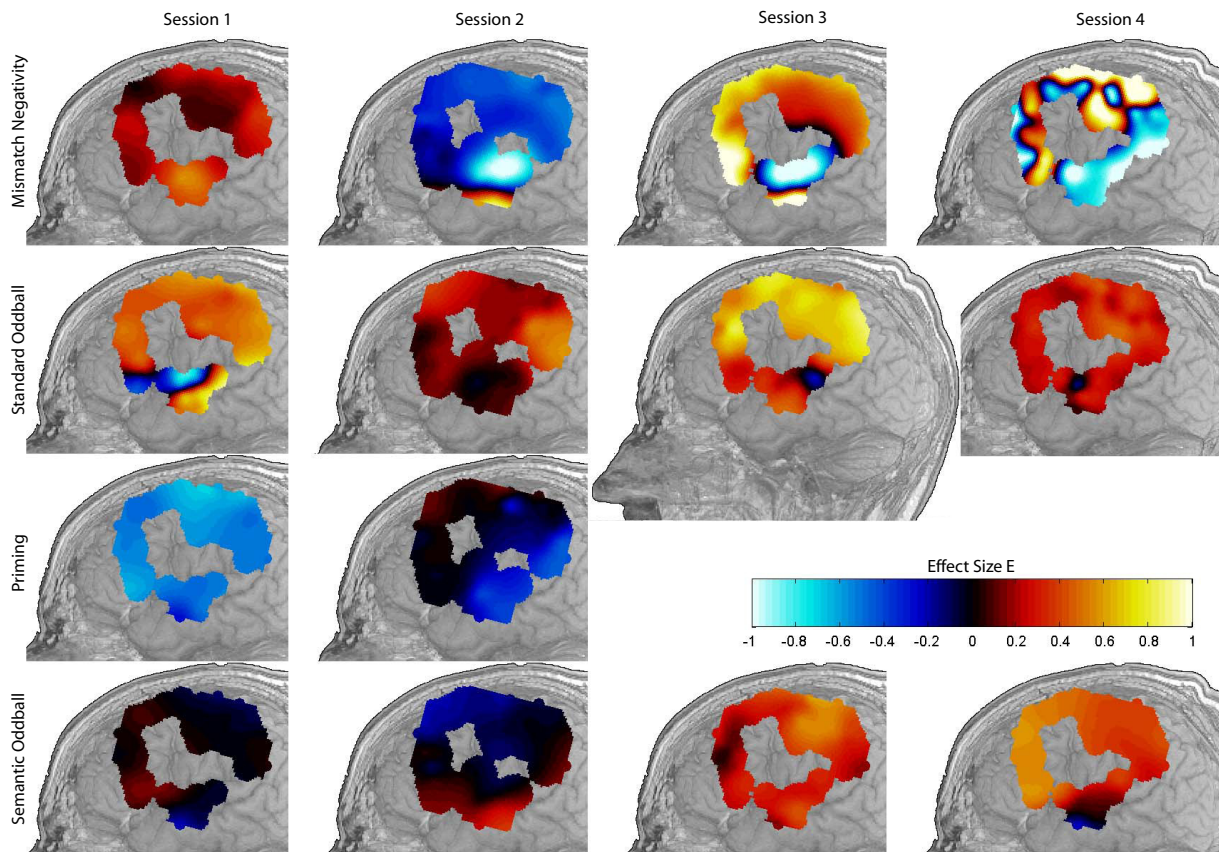 Session 1
Session 2
Session 3
Session 4
Mismatch Negativity
Standard Oddball
Priming
Effect Size E
-1
-0.8
-0.6
-0.4
-0.2
0
0.2
0.4
0.6
0.8
1
Semantic Oddball